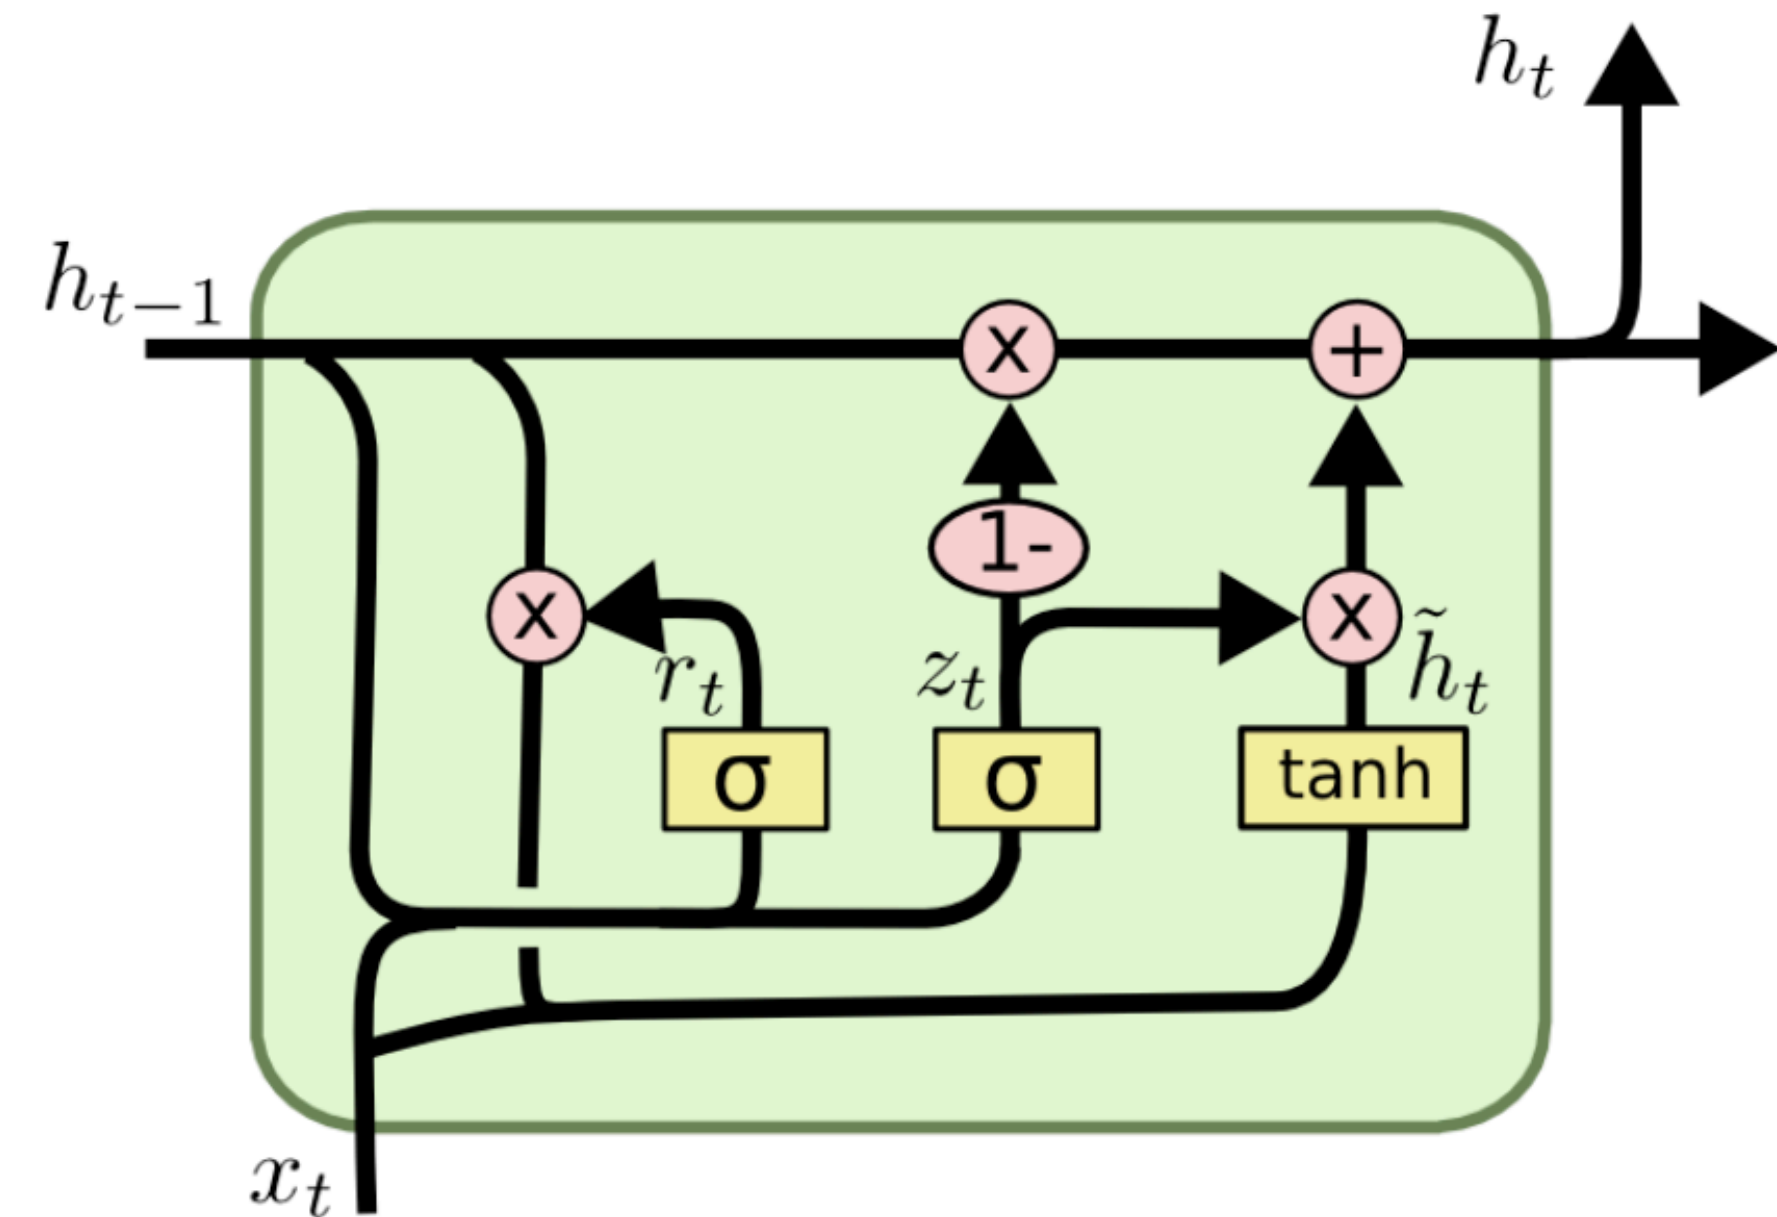 h_t
h_{t-1}
x
+
1-
x
x
r_t
z_t
h̃_t
σ
σ
tanh
x_t